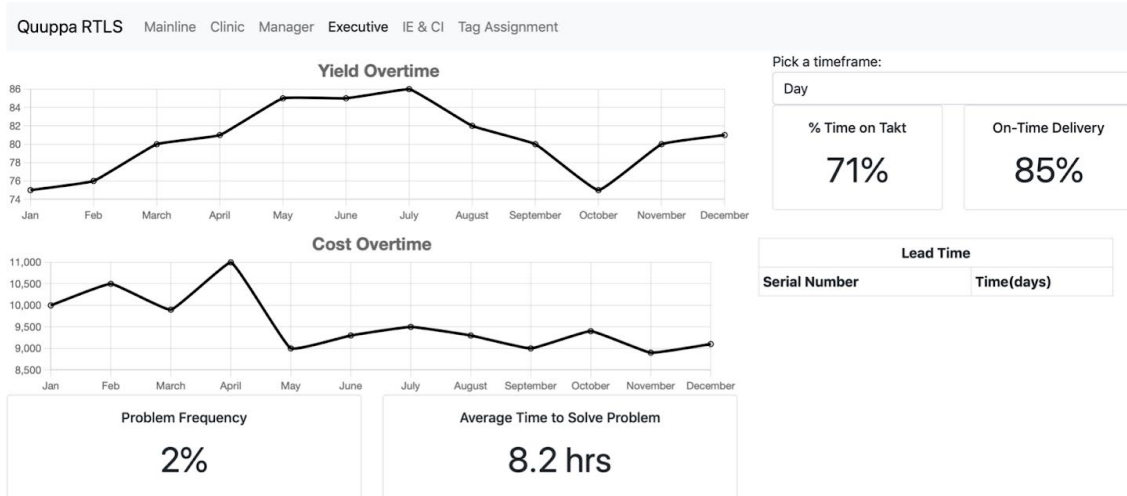 Quuppa RTLS Mainline Clinic Manager Executive IE & CI Tag Assignment
Yield Overtime
86
84
82
80
78
76
74
Jan Feb March April May June July August September October November December
Pick a timeframe:
Day
% Time on Takt
71%
On-Time Delivery
85%
Cost Overtime
11,000
10,500
10,000
9,500
9,000
8,500
Jan Feb March April May June July August September October November December
Lead Time
Serial Number Time(days)
Problem Frequency
2%
Average Time to Solve Problem
8.2 hrs